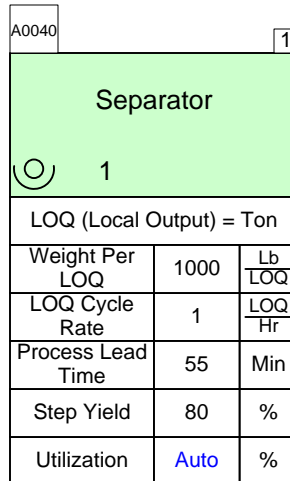 A0040
1
Separator
1
LOQ (Local Output) = Ton
Weight Per
LOQ
1000
Lb
LOQ
LOQ Cycle
Rate
1
LOQ
Hr
Process Lead
Time
55
Min
Step Yield
80
%
Utilization
Auto
%